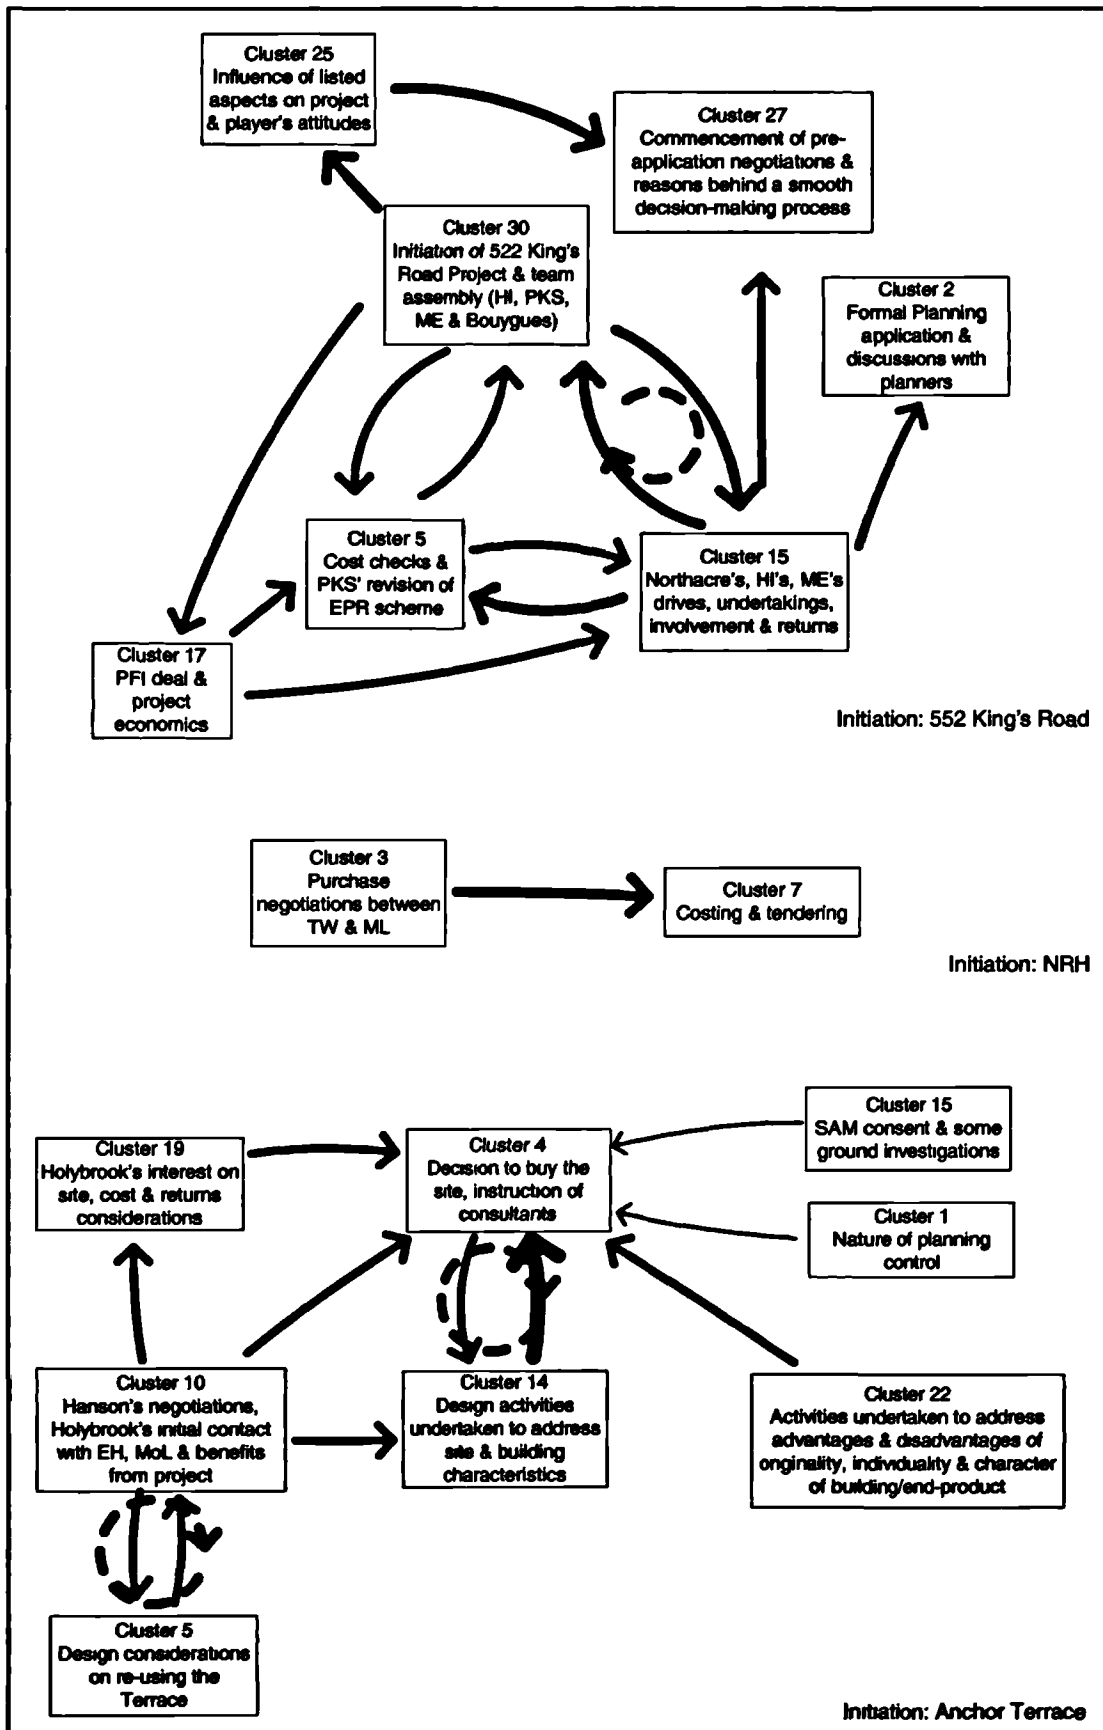 Cluster 25
Influence of listed
aspects on project
& player's attitudes
Cluster 27
Commencement of pre-
application negotiations &
reasons behind a smooth
decision-making process
Cluster 30
Initiation of 522 King's
Road Project & team
assembly (HI, PKS,
ME & Bouygues)
Cluster 2
Formal Planning
application &
discussions with
planners
Cluster 5
Cost checks &
PKS' revision of
EPR scheme
Cluster 15
Northacre's, HI's, ME's
drives, undertakings,
involvement & returns
Cluster 17
PFI deal &
project
economics
Initiation: 552 King's Road
Cluster 3
Purchase
negotiations between
TW & ML
Cluster 7
Costing & tendering
Initiation: NRH
Cluster 15
SAM consent & some
ground investigations
Cluster 19
Holybrook's interest on
site, cost & returns
considerations
Cluster 4
Decision to buy the
site, instruction of
consultants
Cluster 1
Nature of planning
control
Cluster 10
Hanson's negotiations,
Holybrook's initial contact
with EH, MoL & benefits
from project
Cluster 14
Design activities
undertaken to address
site & building
characteristics
Cluster 22
Activities undertaken to address
advantages & disadvantages of
originality, individuality & character
of building/end-product
Cluster 5
Design considerations
on re-using the
Terrace
Initiation: Anchor Terrace